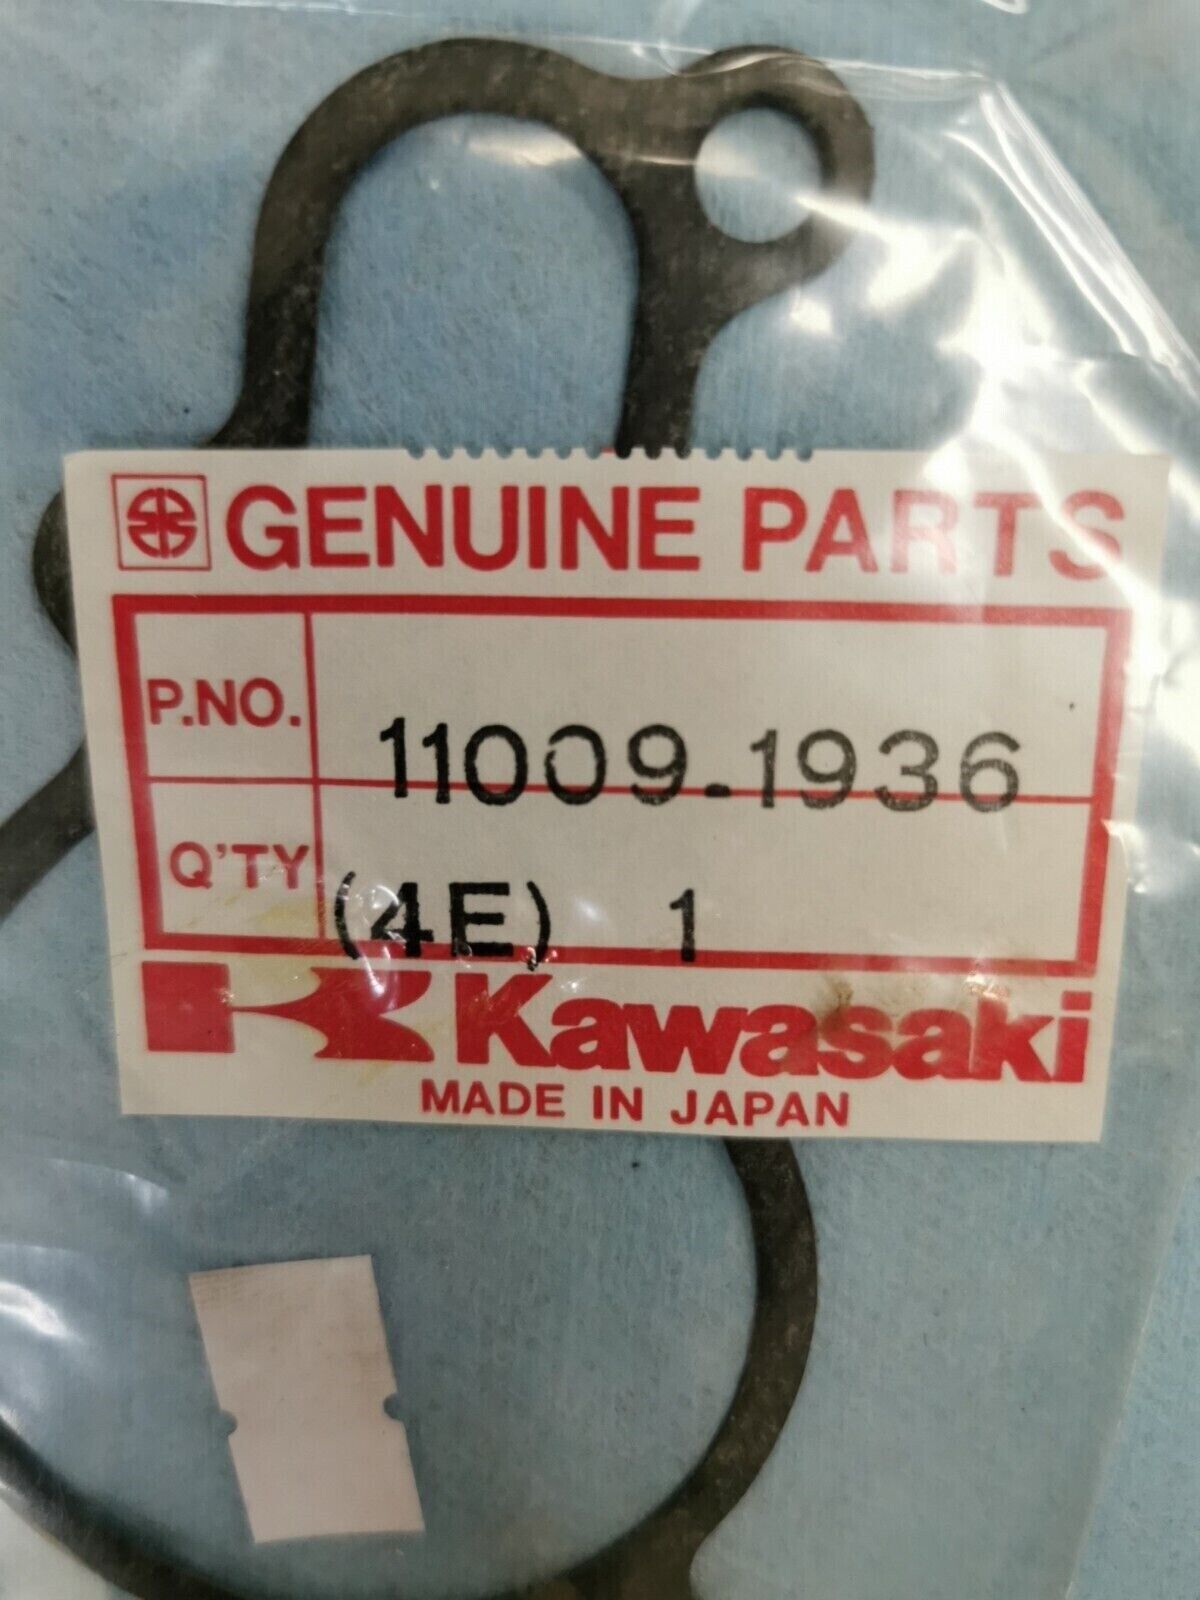 GENUINE PARTS
P.NO. 11009-1936
Q'TY (4E) 1
Kawasaki
MADE IN JAPAN